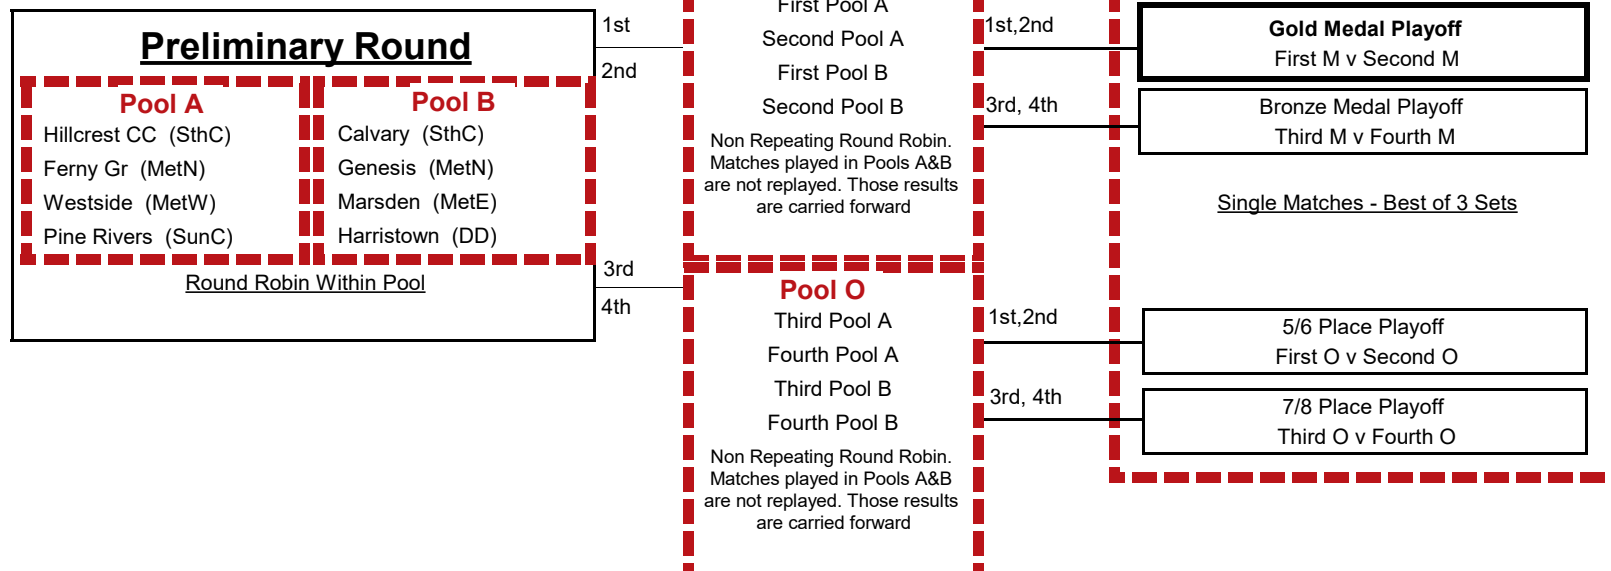 Preliminary Round
Pool A
Hillcrest CC (SthC)
Ferny Gr (MetN)
Westside (MetW)
Pine Rivers (SunC)
Pool B
Calvary (SthC)
Genesis (MetN)
Marsden (MetE)
Harristown (DD)
Round Robin Within Pool
1st
2nd
3rd
4th
First Pool A
Second Pool A
First Pool B
Second Pool B
Non Repeating Round Robin.
Matches played in Pools A&B
are not replayed. Those results
are carried forward
Pool O
Third Pool A
Fourth Pool A
Third Pool B
Fourth Pool B
Non Repeating Round Robin.
Matches played in Pools A&B
are not replayed. Those results
are carried forward
1st,2nd
3rd, 4th
1st,2nd
3rd, 4th
Gold Medal Playoff
First M v Second M
Bronze Medal Playoff
Third M v Fourth M
Single Matches - Best of 3 Sets
5/6 Place Playoff
First O v Second O
7/8 Place Playoff
Third O v Fourth O